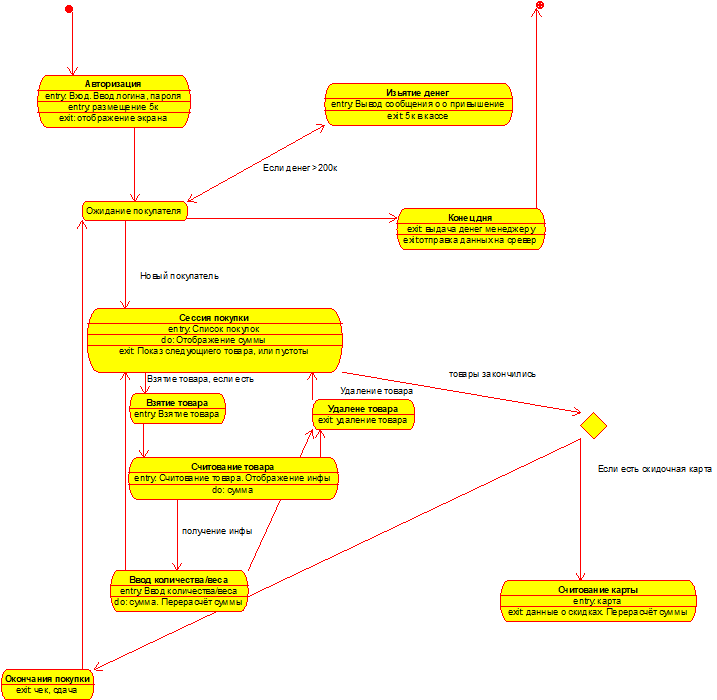 Авторизация
entry: Вход. Ввод логина, пароля
entry: размещение 5к
exit: отображение экрана
Изьятие денег
entry: Вывод сообщения о о привышение
exit: 5к в кассе
Если денег >200к
Ожидание покупателя
Конец дня
exit: выдача денег менеджеру
exit:отправка данных на сревер
Новый покупатель
Сессия покупки
entry: Список покупок
do: Отображение суммы
exit: Показ следующиего товара, или пустоты
товары закончились
Взятие товара, если есть
Удаление товара
Взятие товара
entry: Взятие товара
Удалене товара
exit: удаление товара
Считование товара
entry: Считование товара. Отображение инфы
do: сумма
Если есть скидочная карта
получение инфы
Ввод количества/веса
entry: Ввод количества/веса
do: сумма. Перерасчёт суммы
Считование карты
entry: карта
exit: данные о скидках. Перерасчёт суммы
Окончания покупки
exit: чек, сдача